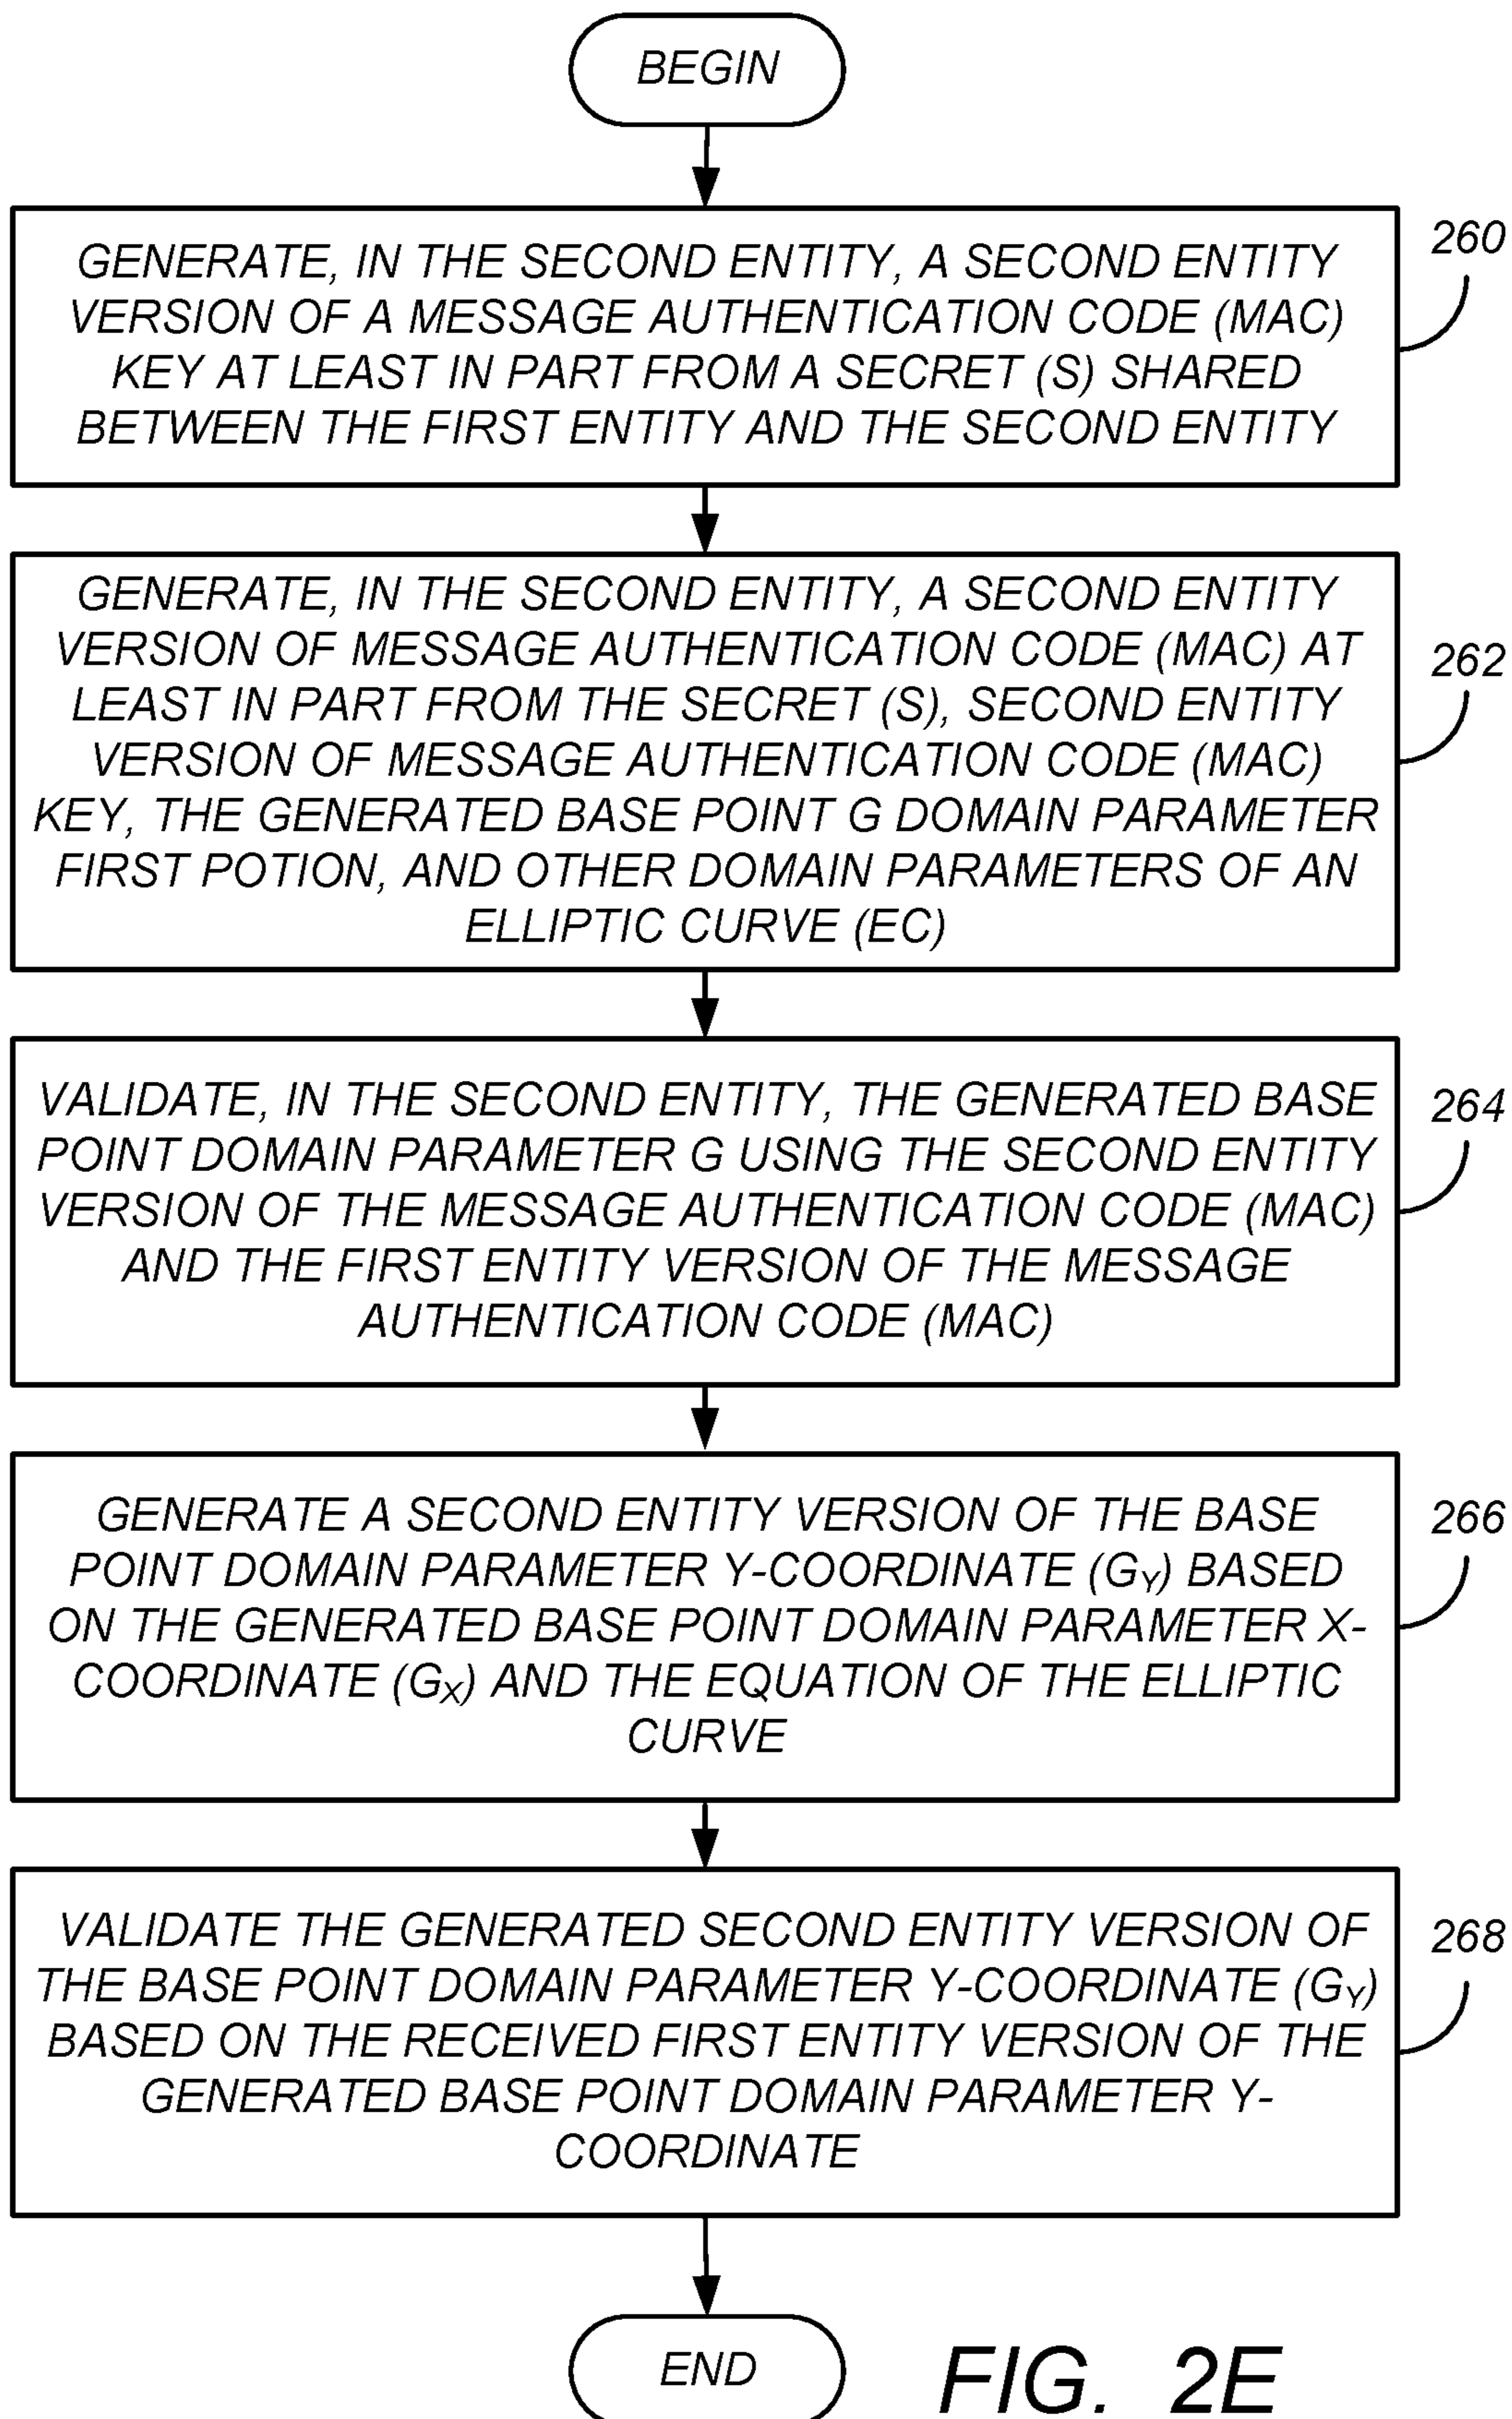 BEGIN
GENERATE, IN THE SECOND ENTITY, A SECOND ENTITY
VERSION OF A MESSAGE AUTHENTICATION CODE (MAC)
KEY AT LEAST IN PART FROM A SECRET (S) SHARED
BETWEEN THE FIRST ENTITY AND THE SECOND ENTITY
260
GENERATE, IN THE SECOND ENTITY, A SECOND ENTITY
VERSION OF MESSAGE AUTHENTICATION CODE (MAC) AT
LEAST IN PART FROM THE SECRET (S), SECOND ENTITY
VERSION OF MESSAGE AUTHENTICATION CODE (MAC)
KEY, THE GENERATED BASE POINT G DOMAIN PARAMETER
FIRST POTION, AND OTHER DOMAIN PARAMETERS OF AN
ELLIPTIC CURVE (EC)
262
VALIDATE, IN THE SECOND ENTITY, THE GENERATED BASE
POINT DOMAIN PARAMETER G USING THE SECOND ENTITY
VERSION OF THE MESSAGE AUTHENTICATION CODE (MAC)
AND THE FIRST ENTITY VERSION OF THE MESSAGE
AUTHENTICATION CODE (MAC)
264
GENERATE A SECOND ENTITY VERSION OF THE BASE
POINT DOMAIN PARAMETER Y-COORDINATE (GY) BASED
ON THE GENERATED BASE POINT DOMAIN PARAMETER X-
COORDINATE (GX) AND THE EQUATION OF THE ELLIPTIC
CURVE
266
VALIDATE THE GENERATED SECOND ENTITY VERSION OF
THE BASE POINT DOMAIN PARAMETER Y-COORDINATE (GY)
BASED ON THE RECEIVED FIRST ENTITY VERSION OF THE
GENERATED BASE POINT DOMAIN PARAMETER Y-
COORDINATE
268
END
FIG. 2E